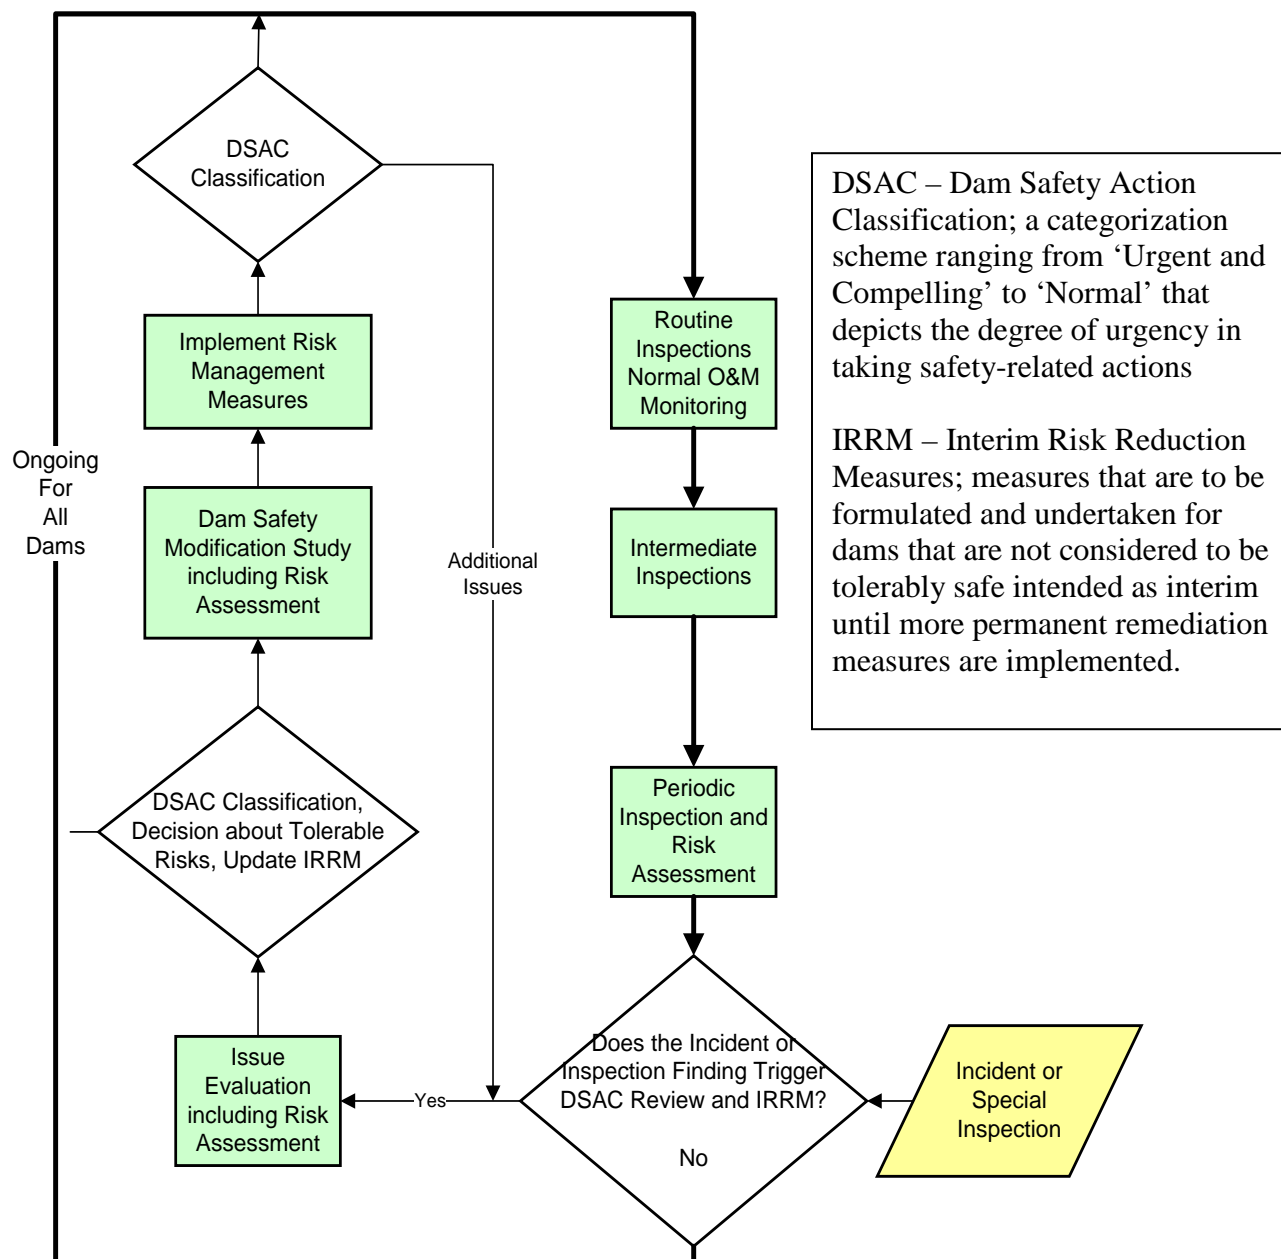 DSAC
Classification
Implement Risk
Management
Measures
Ongoing
For
All
Dams
Dam Safety
Modification Study
including Risk
Assessment
Additional
Issues
DSAC Classification,
Decision about Tolerable
Risks, Update IRRM
Issue
Evaluation
including Risk
Assessment
Yes
Routine
Inspections
Normal O&M
Monitoring
Intermediate
Inspections
Periodic
Inspection and
Risk
Assessment
Does the Incident or
Inspection Finding Trigger
DSAC Review and IRRM?
No
Incident or
Special
Inspection
DSAC – Dam Safety Action
Classification; a categorization
scheme ranging from ‘Urgent and
Compelling’ to ‘Normal’ that
depicts the degree of urgency in
taking safety-related actions
IRRM – Interim Risk Reduction
Measures; measures that are to be
formulated and undertaken for
dams that are not considered to be
tolerably safe intended as interim
until more permanent remediation
measures are implemented.